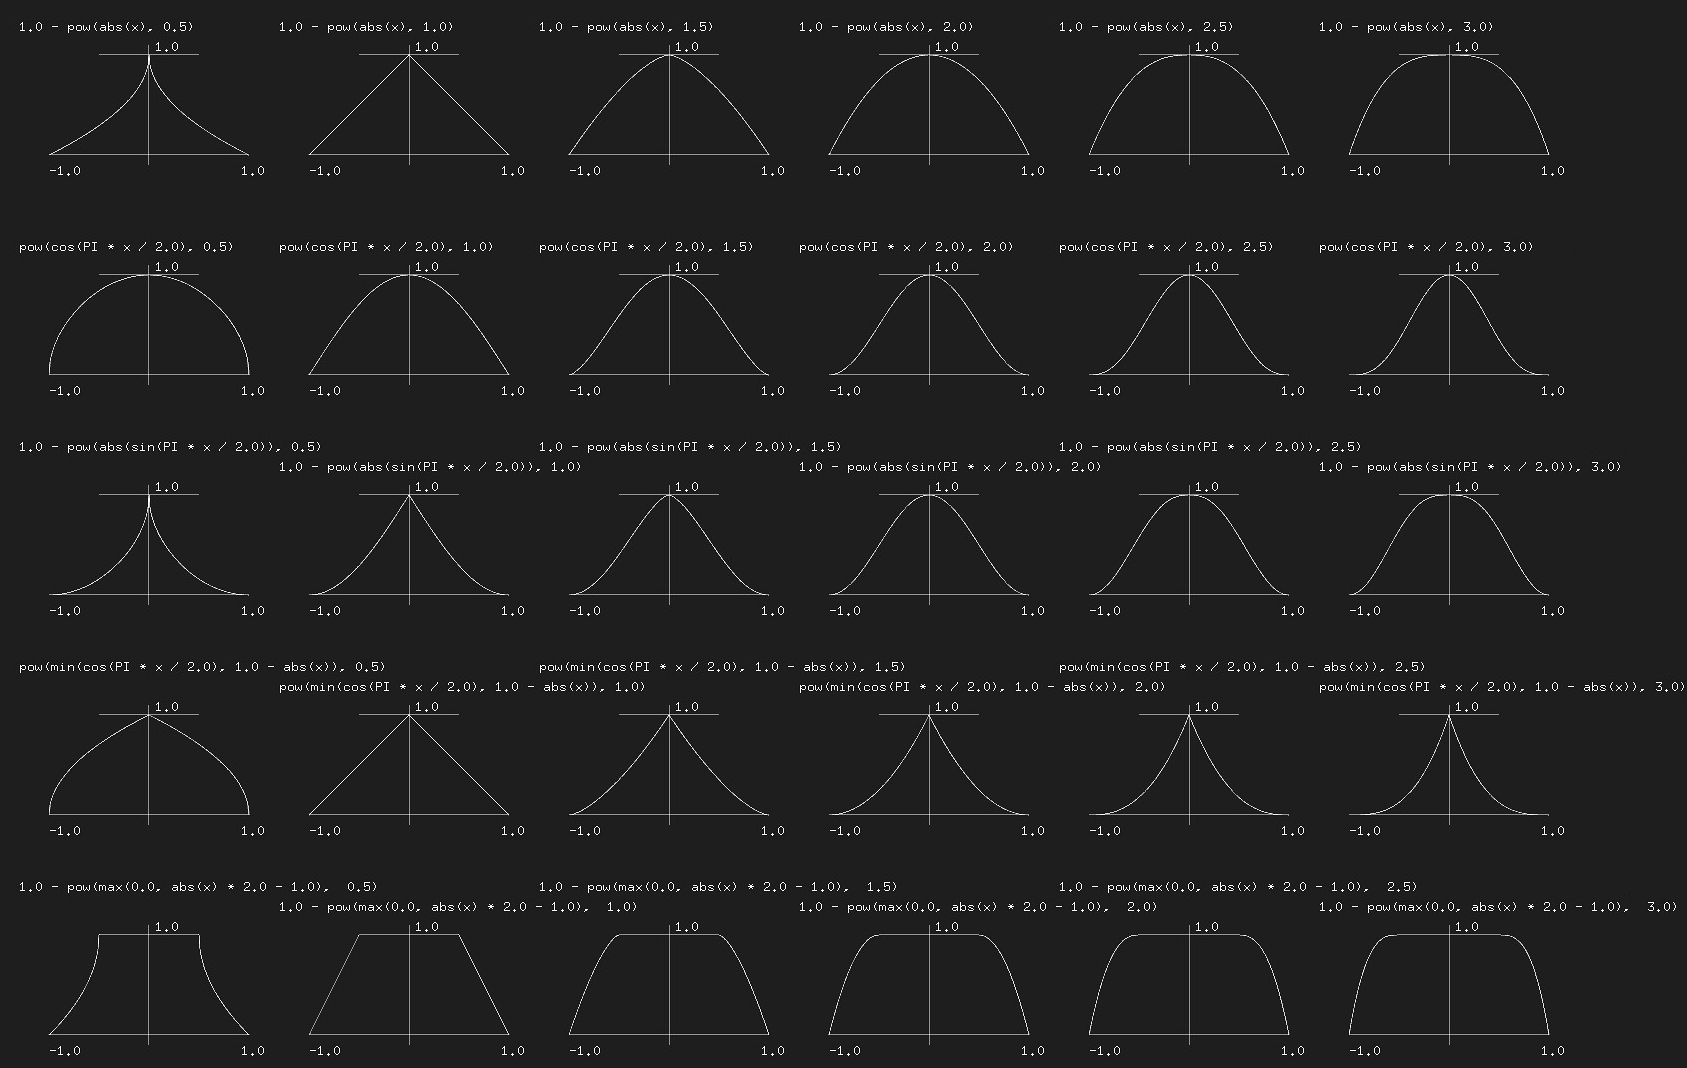 1.0 - pow(abs(x), 0.5)
1.0 - pow(abs(x), 1.0)
1.0 - pow(abs(x), 1.5)
1.0 - pow(abs(x), 2.0)
1.0 - pow(abs(x), 2.5)
1.0 - pow(abs(x), 3.0)
1.0
1.0
1.0
1.0
1.0
1.0
-1.0 1.0
-1.0 1.0
-1.0 1.0
-1.0 1.0
-1.0 1.0
-1.0 1.0
pow(cos(PI * x / 2.0), 0.5)
pow(cos(PI * x / 2.0), 1.0)
pow(cos(PI * x / 2.0), 1.5)
pow(cos(PI * x / 2.0), 2.0)
pow(cos(PI * x / 2.0), 2.5)
pow(cos(PI * x / 2.0), 3.0)
1.0
1.0
1.0
1.0
1.0
1.0
-1.0 1.0
-1.0 1.0
-1.0 1.0
-1.0 1.0
-1.0 1.0
-1.0 1.0
1.0 - pow(abs(sin(PI * x / 2.0)), 0.5)
1.0 - pow(abs(sin(PI * x / 2.0)), 1.0)
1.0 - pow(abs(sin(PI * x / 2.0)), 1.5)
1.0 - pow(abs(sin(PI * x / 2.0)), 2.0)
1.0 - pow(abs(sin(PI * x / 2.0)), 2.5)
1.0 - pow(abs(sin(PI * x / 2.0)), 3.0)
1.0
1.0
1.0
1.0
1.0
1.0
-1.0 1.0
-1.0 1.0
-1.0 1.0
-1.0 1.0
-1.0 1.0
-1.0 1.0
pow(min(cos(PI * x / 2.0), 1.0 - abs(x)), 0.5)
pow(min(cos(PI * x / 2.0), 1.0 - abs(x)), 1.0)
pow(min(cos(PI * x / 2.0), 1.0 - abs(x)), 1.5)
pow(min(cos(PI * x / 2.0), 1.0 - abs(x)), 2.0)
pow(min(cos(PI * x / 2.0), 1.0 - abs(x)), 2.5)
pow(min(cos(PI * x / 2.0), 1.0 - abs(x)), 3.0)
1.0
1.0
1.0
1.0
1.0
1.0
-1.0 1.0
-1.0 1.0
-1.0 1.0
-1.0 1.0
-1.0 1.0
-1.0 1.0
1.0 - pow(max(0.0, abs(x) * 2.0 - 1.0), 0.5)
1.0 - pow(max(0.0, abs(x) * 2.0 - 1.0), 1.0)
1.0 - pow(max(0.0, abs(x) * 2.0 - 1.0), 1.5)
1.0 - pow(max(0.0, abs(x) * 2.0 - 1.0), 2.0)
1.0 - pow(max(0.0, abs(x) * 2.0 - 1.0), 2.5)
1.0 - pow(max(0.0, abs(x) * 2.0 - 1.0), 3.0)
1.0
1.0
1.0
1.0
1.0
1.0
-1.0 1.0
-1.0 1.0
-1.0 1.0
-1.0 1.0
-1.0 1.0
-1.0 1.0